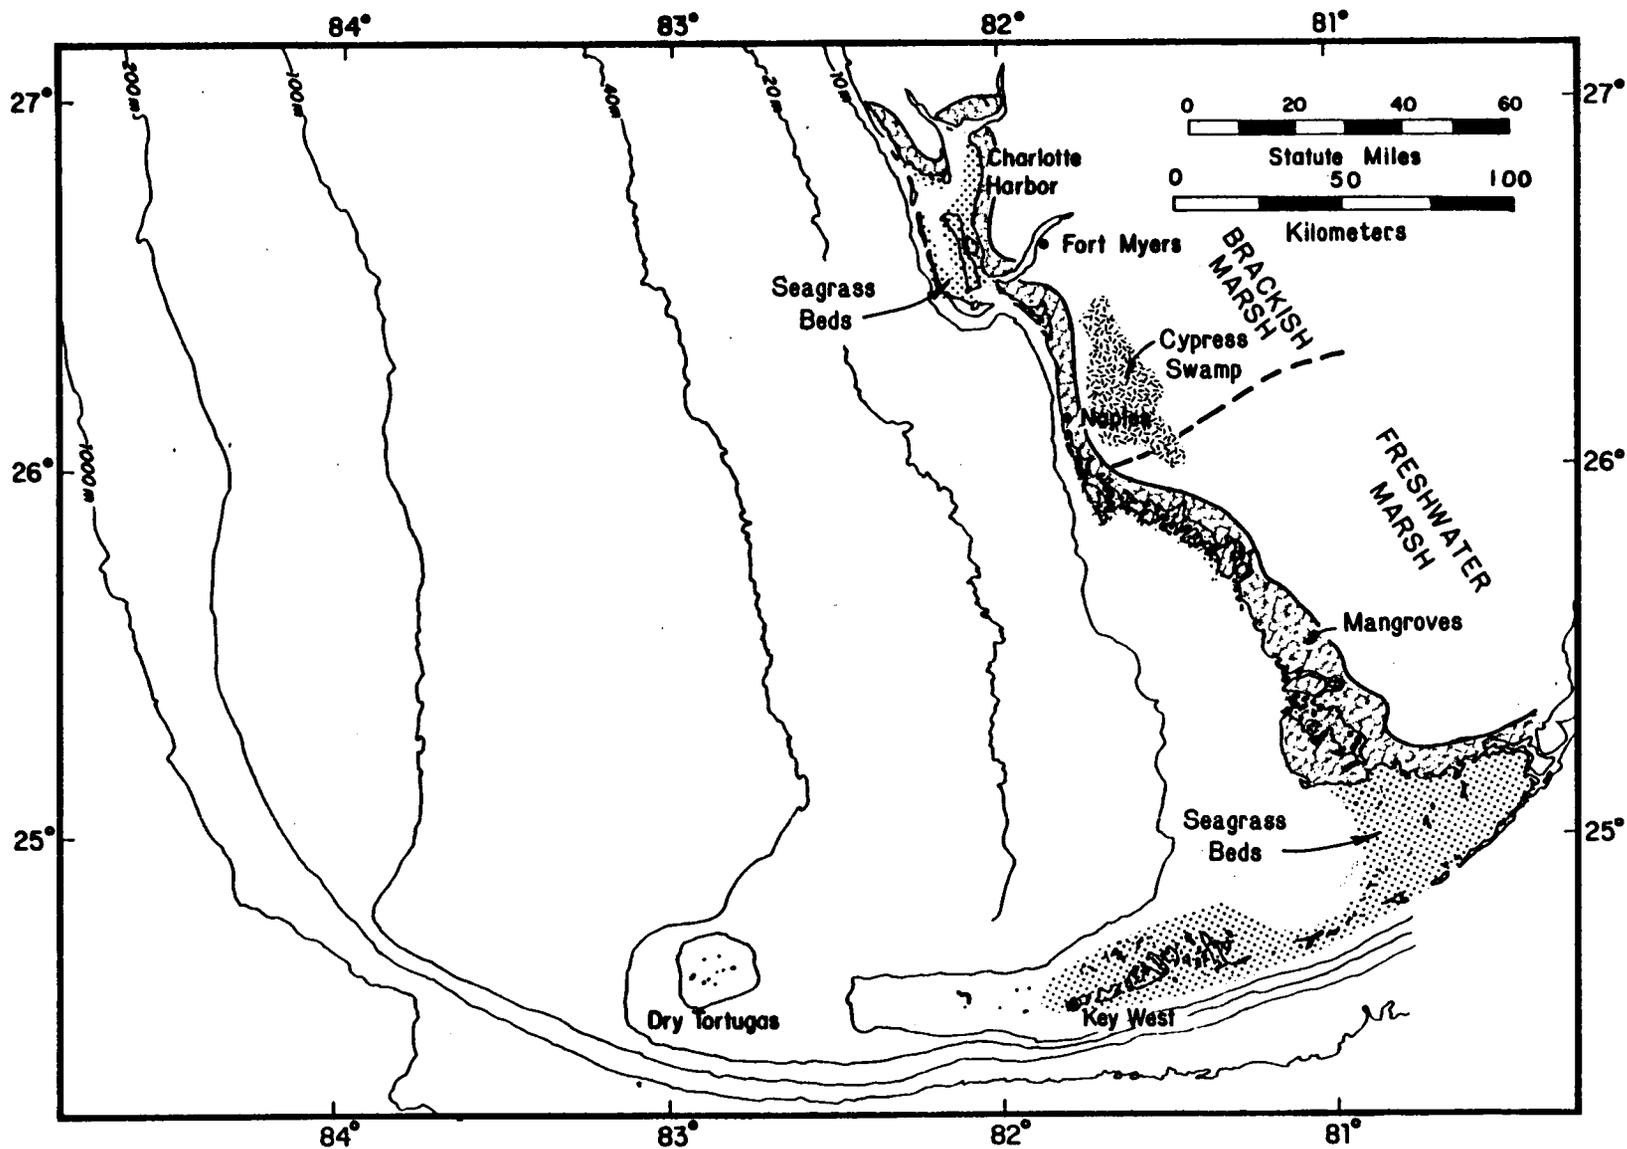 84° 83° 82° 81°
27° 27°
200m 100m 40m 20m 10m
0 20 40 60
Statute Miles
0 50 100
Kilometers
Charlotte
Harbor
Fort Myers
BRACKISH
MARSH
Seagrass
Beds
Cypress
Swamp
Naples
26° 26°
1000m
FRESHWATER
MARSH
Mangroves
25° 25°
Seagrass
Beds
Dry Tortugas
Key West
84° 83° 82° 81°